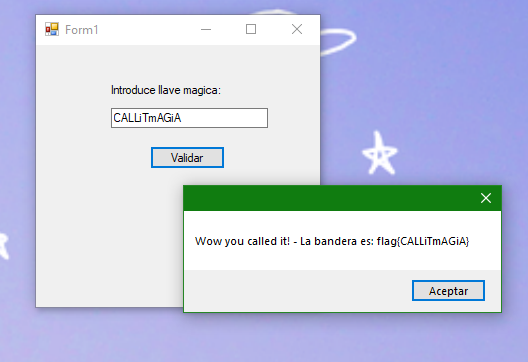 Form1
Introduce llave magica:
CALLiTmAGiA
Validar
Wow you called it! - La bandera es: flag{CALLiTmAGiA}
Aceptar